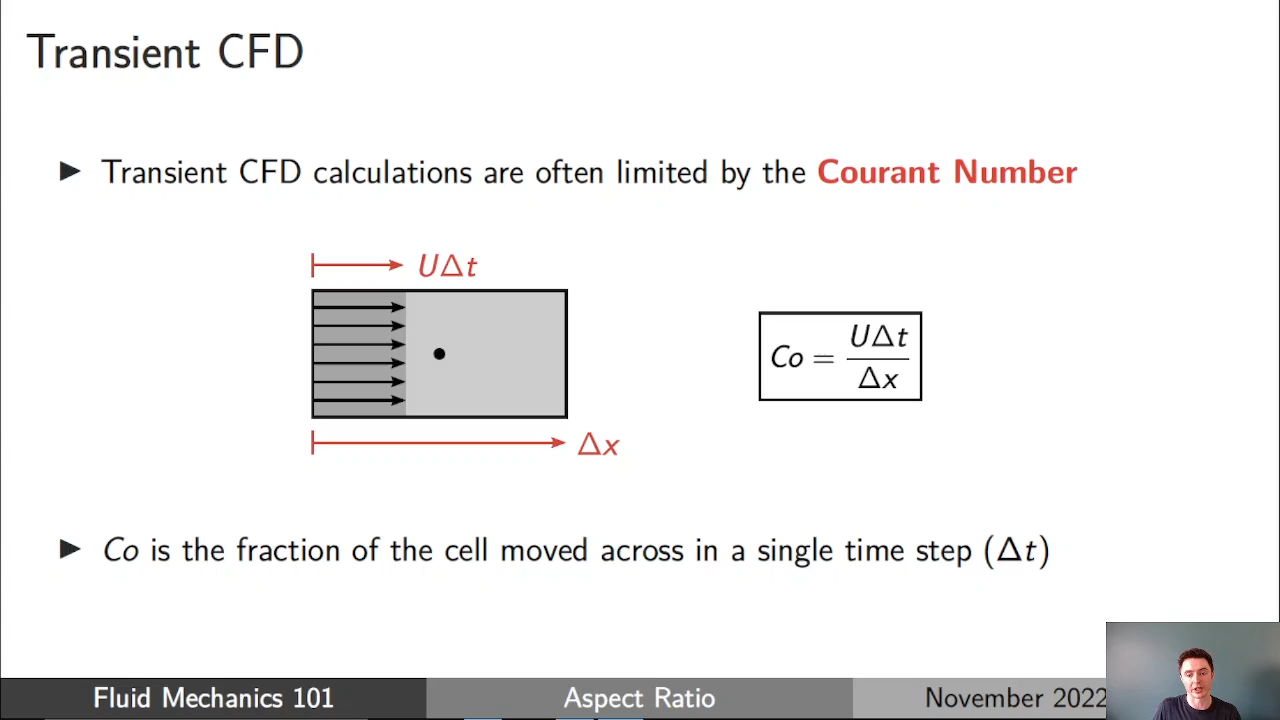 Transient CFD
▶ Transient CFD calculations are often limited by the Courant Number
UΔt
Co = UΔt / Δx
Δx
▶ Co is the fraction of the cell moved across in a single time step (Δt)
Fluid Mechanics 101 Aspect Ratio November 2022